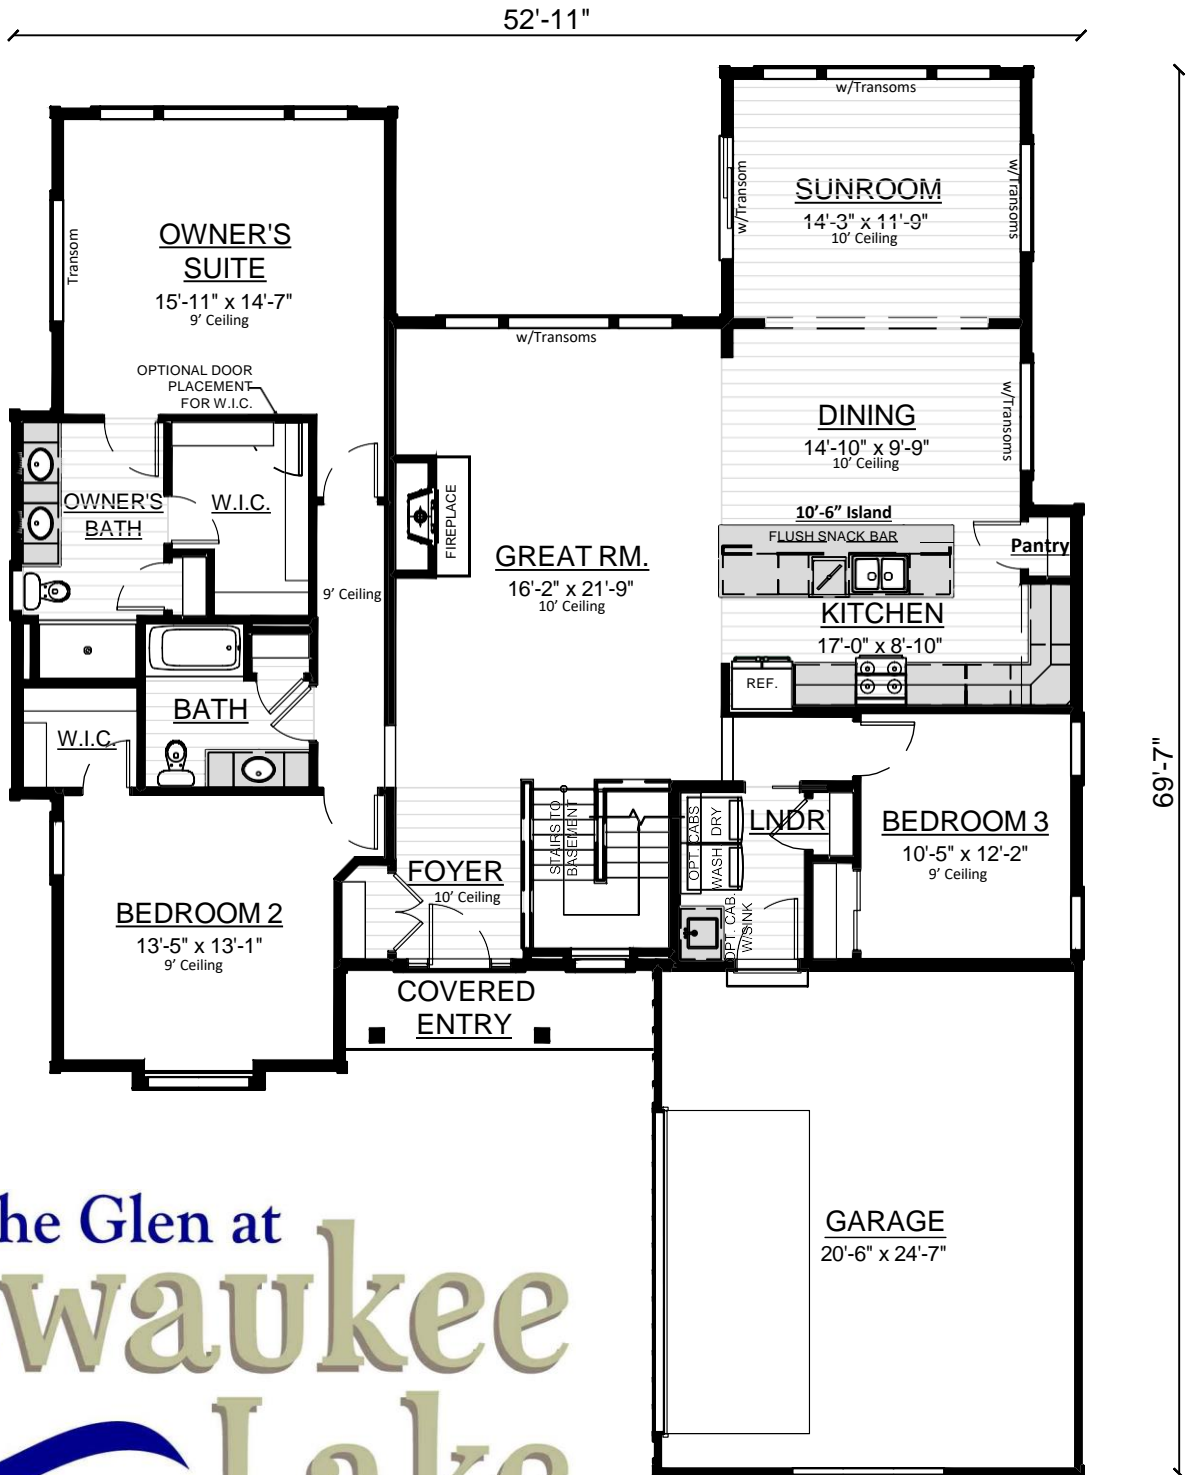 52'-11"
w/Transoms
w/Transom
w/Transoms
SUNROOM
14'-3" x 11'-9"
10' Ceiling
OWNER'S
SUITE
15'-11" x 14'-7"
9' Ceiling
Transom
OPTIONAL DOOR
PLACEMENT
FOR W.I.C.
w/Transoms
DINING
14'-10" x 9'-9"
10' Ceiling
w/Transoms
OWNER'S
BATH
W.I.C.
9' Ceiling
FIREPLACE
GREAT RM.
16'-2" x 21'-9"
10' Ceiling
10'-6" Island
FLUSH SNACK BAR
Pantry
KITCHEN
17'-0" x 8'-10"
REF.
BATH
W.I.C.
69'-7"
STAIRS TO
BASEMENT
OPT. CABS
WASH DRY
LNDRY
OPT. CAB.
W/SINK
BEDROOM 3
10'-5" x 12'-2"
9' Ceiling
FOYER
10' Ceiling
BEDROOM 2
13'-5" x 13'-1"
9' Ceiling
COVERED
ENTRY
GARAGE
20'-6" x 24'-7"
he Glen at
waukee
Lake